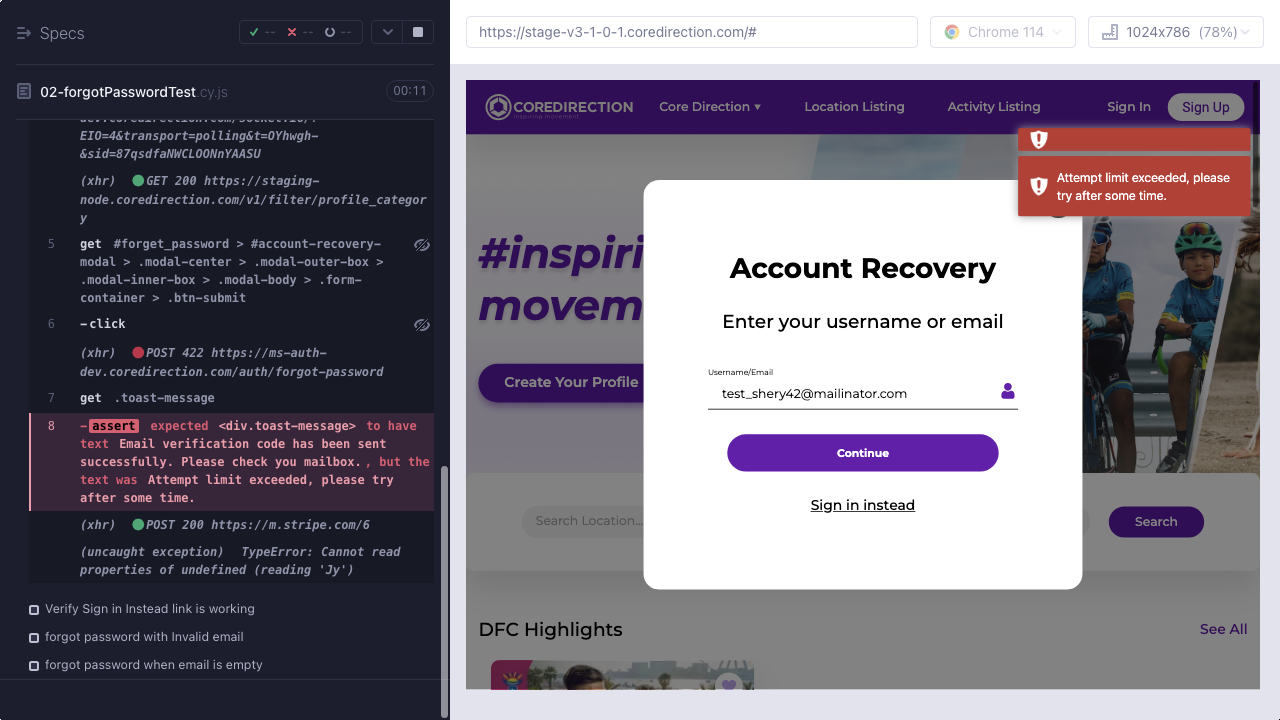 Specs
-- -- --
02-forgotPasswordTest.cy.js 00:11
EIO=4&transport=polling&t=OYhwgh-
&sid=87qsdfaNWCLOONnYAASU
(xhr) GET 200 https://staging-
node.coredirection.com/v1/filter/profile_categor
y
5 get #forget_password > #account-recovery-
modal > .modal-center > .modal-outer-box >
.modal-inner-box > .modal-body > .form-
container > .btn-submit
6 -click
(xhr) POST 422 https://ms-auth-
dev.coredirection.com/auth/forgot-password
7 get .toast-message
8 -assert expected <div.toast-message> to have
text Email verification code has been sent
successfully. Please check you mailbox. , but the
text was Attempt limit exceeded, please try
after some time.
(xhr) POST 200 https://m.stripe.com/6
(uncaught exception) TypeError: Cannot read
properties of undefined (reading 'Jy')
Verify Sign in Instead link is working
forgot password with Invalid email
forgot password when email is empty
https://stage-v3-1-0-1.coredirection.com/#
Chrome 114
1024x786 (78%)
COREDIRECTION
inspiring movement
Core Direction
Location Listing
Activity Listing
Sign In
Sign Up
Attempt limit exceeded, please
try after some time.
#inspiri
movem
Create Your Profile
Account Recovery
Enter your username or email
Username/Email
test_shery42@mailinator.com
Continue
Sign in instead
Search Location...
Search
DFC Highlights
See All